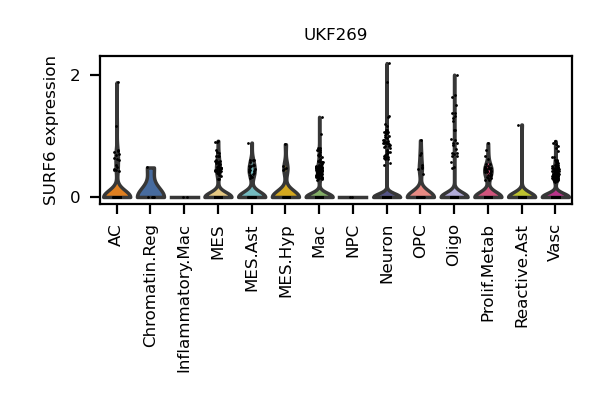 UKF269
SURF6 expression
2
0
AC
Chromatin.Reg
Inflammatory.Mac
MES
MES.Ast
MES.Hyp
Mac
NPC
Neuron
OPC
Oligo
Prolif.Metab
Reactive.Ast
Vasc